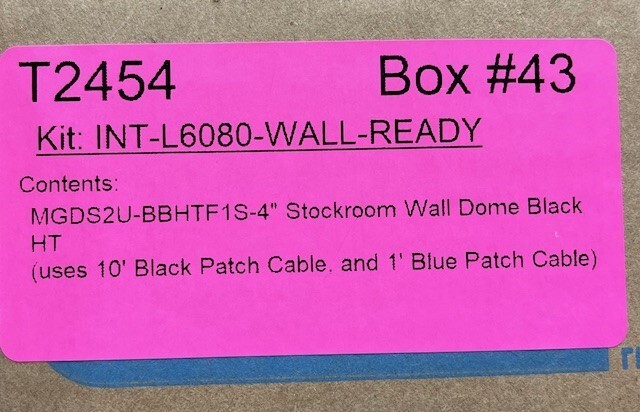 T2454 Box #43
Kit: INT-L6080-WALL-READY
Contents:
MGDS2U-BBHTF1S-4" Stockroom Wall Dome Black
HT
(uses 10' Black Patch Cable. and 1' Blue Patch Cable)